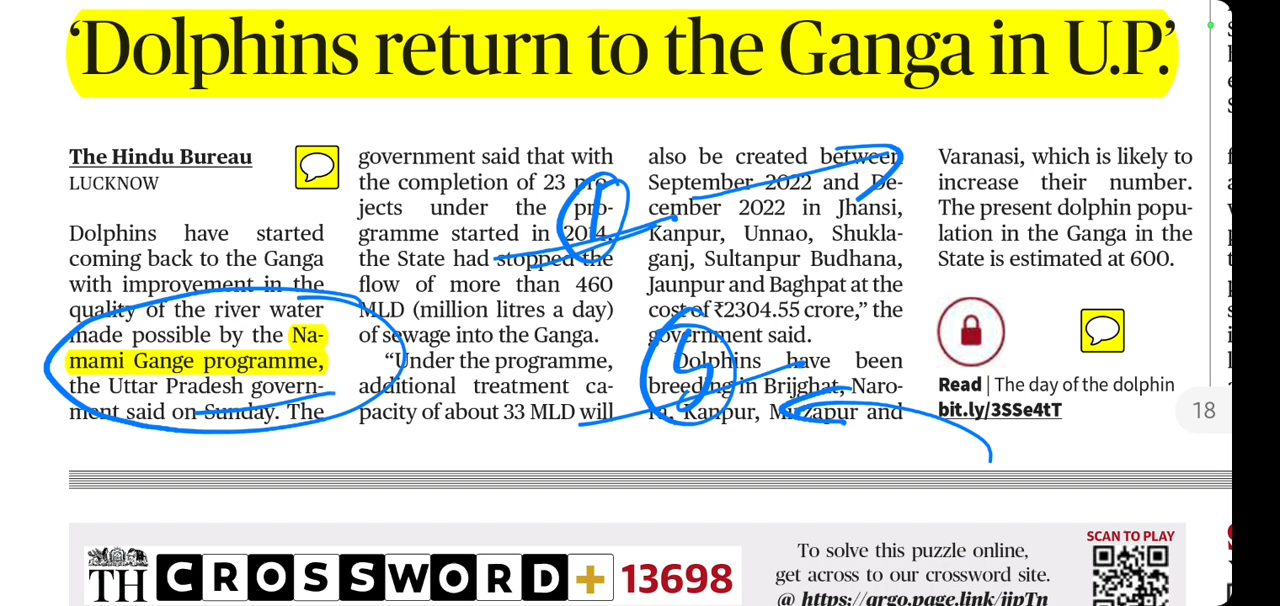 ‘Dolphins return to the Ganga in U.P.’
The Hindu Bureau
LUCKNOW
Dolphins have started
coming back to the Ganga
with improvement in the
quality of the river water
made possible by the Na-
mami Gange programme,
the Uttar Pradesh govern-
ment said on Sunday. The
government said that with
the completion of 23 pro-
jects under the pro-
gramme started in 2014,
the State had stopped the
flow of more than 460
MLD (million litres a day)
of sewage into the Ganga.
“Under the programme,
additional treatment ca-
pacity of about 33 MLD will
also be created between
September 2022 and De-
cember 2022 in Jhansi,
Kanpur, Unnao, Shukla-
ganj, Sultanpur Budhana,
Jaunpur and Baghpat at the
cost of ₹2304.55 crore,” the
government said.
Dolphins have been
breeding in Brijghat, Naro-
ra, Kanpur, Mirzapur and
Varanasi, which is likely to
increase their number.
The present dolphin popu-
lation in the Ganga in the
State is estimated at 600.
Read | The day of the dolphin
bit.ly/3SSe4tT
18
TH CROSSWORD+ 13698
To solve this puzzle online,
get across to our crossword site.
@ https://
SCAN TO PLAY